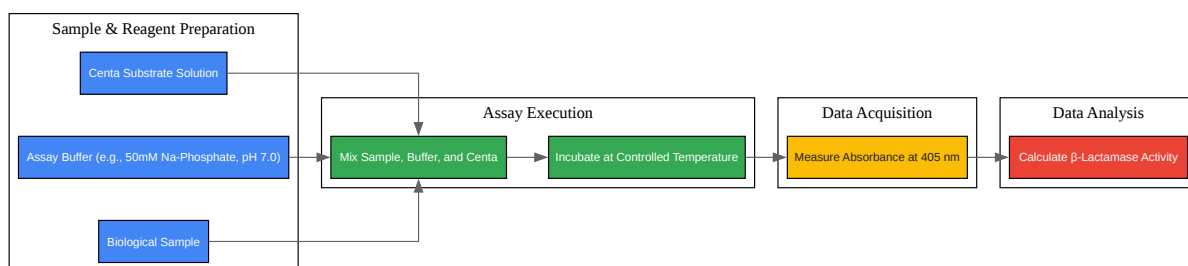 Sample & Reagent Preparation
Centa Substrate Solution
Assay Buffer (e.g., 50mM Na-Phosphate, pH 7.0)
Biological Sample
Assay Execution
Mix Sample, Buffer, and Centa
Incubate at Controlled Temperature
Data Acquisition
Measure Absorbance at 405 nm
Data Analysis
Calculate β-Lactamase Activity